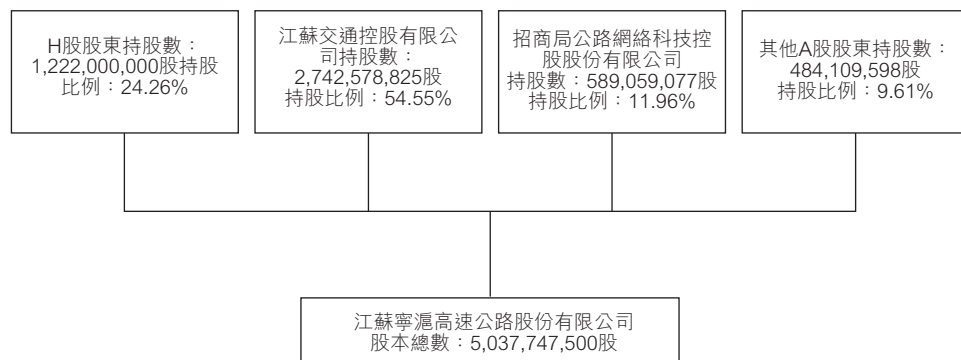 H股股東持股數：
1,222,000,000股持股
比例：24.26%
江蘇交通控股有限公
司持股數：
2,742,578,825股
持股比例：54.55%
招商局公路網絡科技控
股股份有限公司
持股數：589,059,077股
持股比例：11.96%
其他A股股東持股數：
484,109,598股
持股比例：9.61%
江蘇寧滬高速公路股份有限公司
股本總數：5,037,747,500股